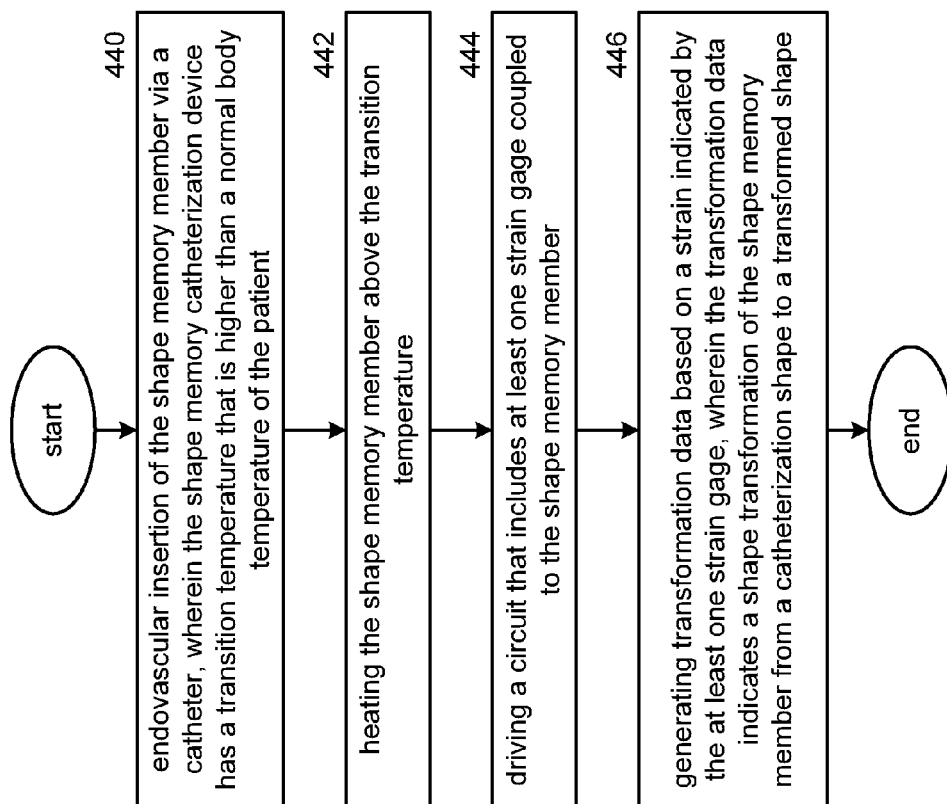 start
440
endovascular insertion of the shape memory member via a
catheter, wherein the shape memory catheterization device
has a transition temperature that is higher than a normal body
temperature of the patient
442
heating the shape memory member above the transition
temperature
444
driving a circuit that includes at least one strain gage coupled
to the shape memory member
446
generating transformation data based on a strain indicated by
the at least one strain gage, wherein the transformation data
indicates a shape transformation of the shape memory
member from a catheterization shape to a transformed shape
end